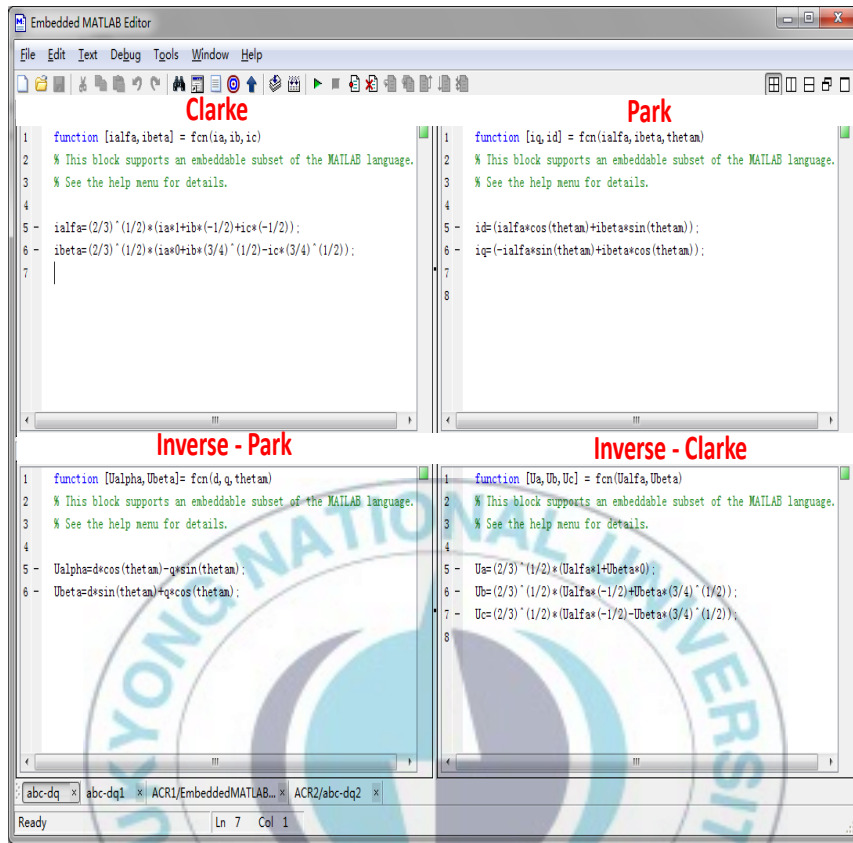 Embedded MATLAB Editor
File Edit Text Debug Tools Window Help
Clarke
1 function [ialfa,ibeta] = fcn(ia,ib,ic)
2 % This block supports an embeddable subset of the MATLAB language.
3 % See the help menu for details.
4
5 - ialfa=(2/3)^(1/2)*(ia*1+ib*(-1/2)+ic*(-1/2));
6 - ibeta=(2/3)^(1/2)*(ia*0+ib*(3/4)^(1/2)-ic*(3/4)^(1/2));
7
Park
1 function [iq,id] = fcn(ialfa,ibeta,thetam)
2 % This block supports an embeddable subset of the MATLAB language.
3 % See the help menu for details.
4
5 - id=(ialfa*cos(thetam)+ibeta*sin(thetam));
6 - iq=(-ialfa*sin(thetam)+ibeta*cos(thetam));
7
8
Inverse - Park
1 function [Ualpha,Ubeta]= fcn(d,q,thetam)
2 % This block supports an embeddable subset of the MATLAB language.
3 % See the help menu for details.
4
5 - Ualpha=d*cos(thetam)-q*sin(thetam);
6 - Ubeta=d*sin(thetam)+q*cos(thetam);
Inverse - Clarke
1 function [Ua,Ub,Uc] = fcn(Ualfa,Ubeta)
2 % This block supports an embeddable subset of the MATLAB language.
3 % See the help menu for details.
4
5 - Ua=(2/3)^(1/2)*(Ualfa*1+Ubeta*0);
6 - Ub=(2/3)^(1/2)*(Ualfa*(-1/2)+Ubeta*(3/4)^(1/2));
7 - Uc=(2/3)^(1/2)*(Ualfa*(-1/2)-Ubeta*(3/4)^(1/2));
8
UKYONG NATIONAL UNIVERSIT
abc-dq × abc-dq1 × ACR1/EmbeddedMATLAB... × ACR2/abc-dq2 ×
Ready Ln 7 Col 1